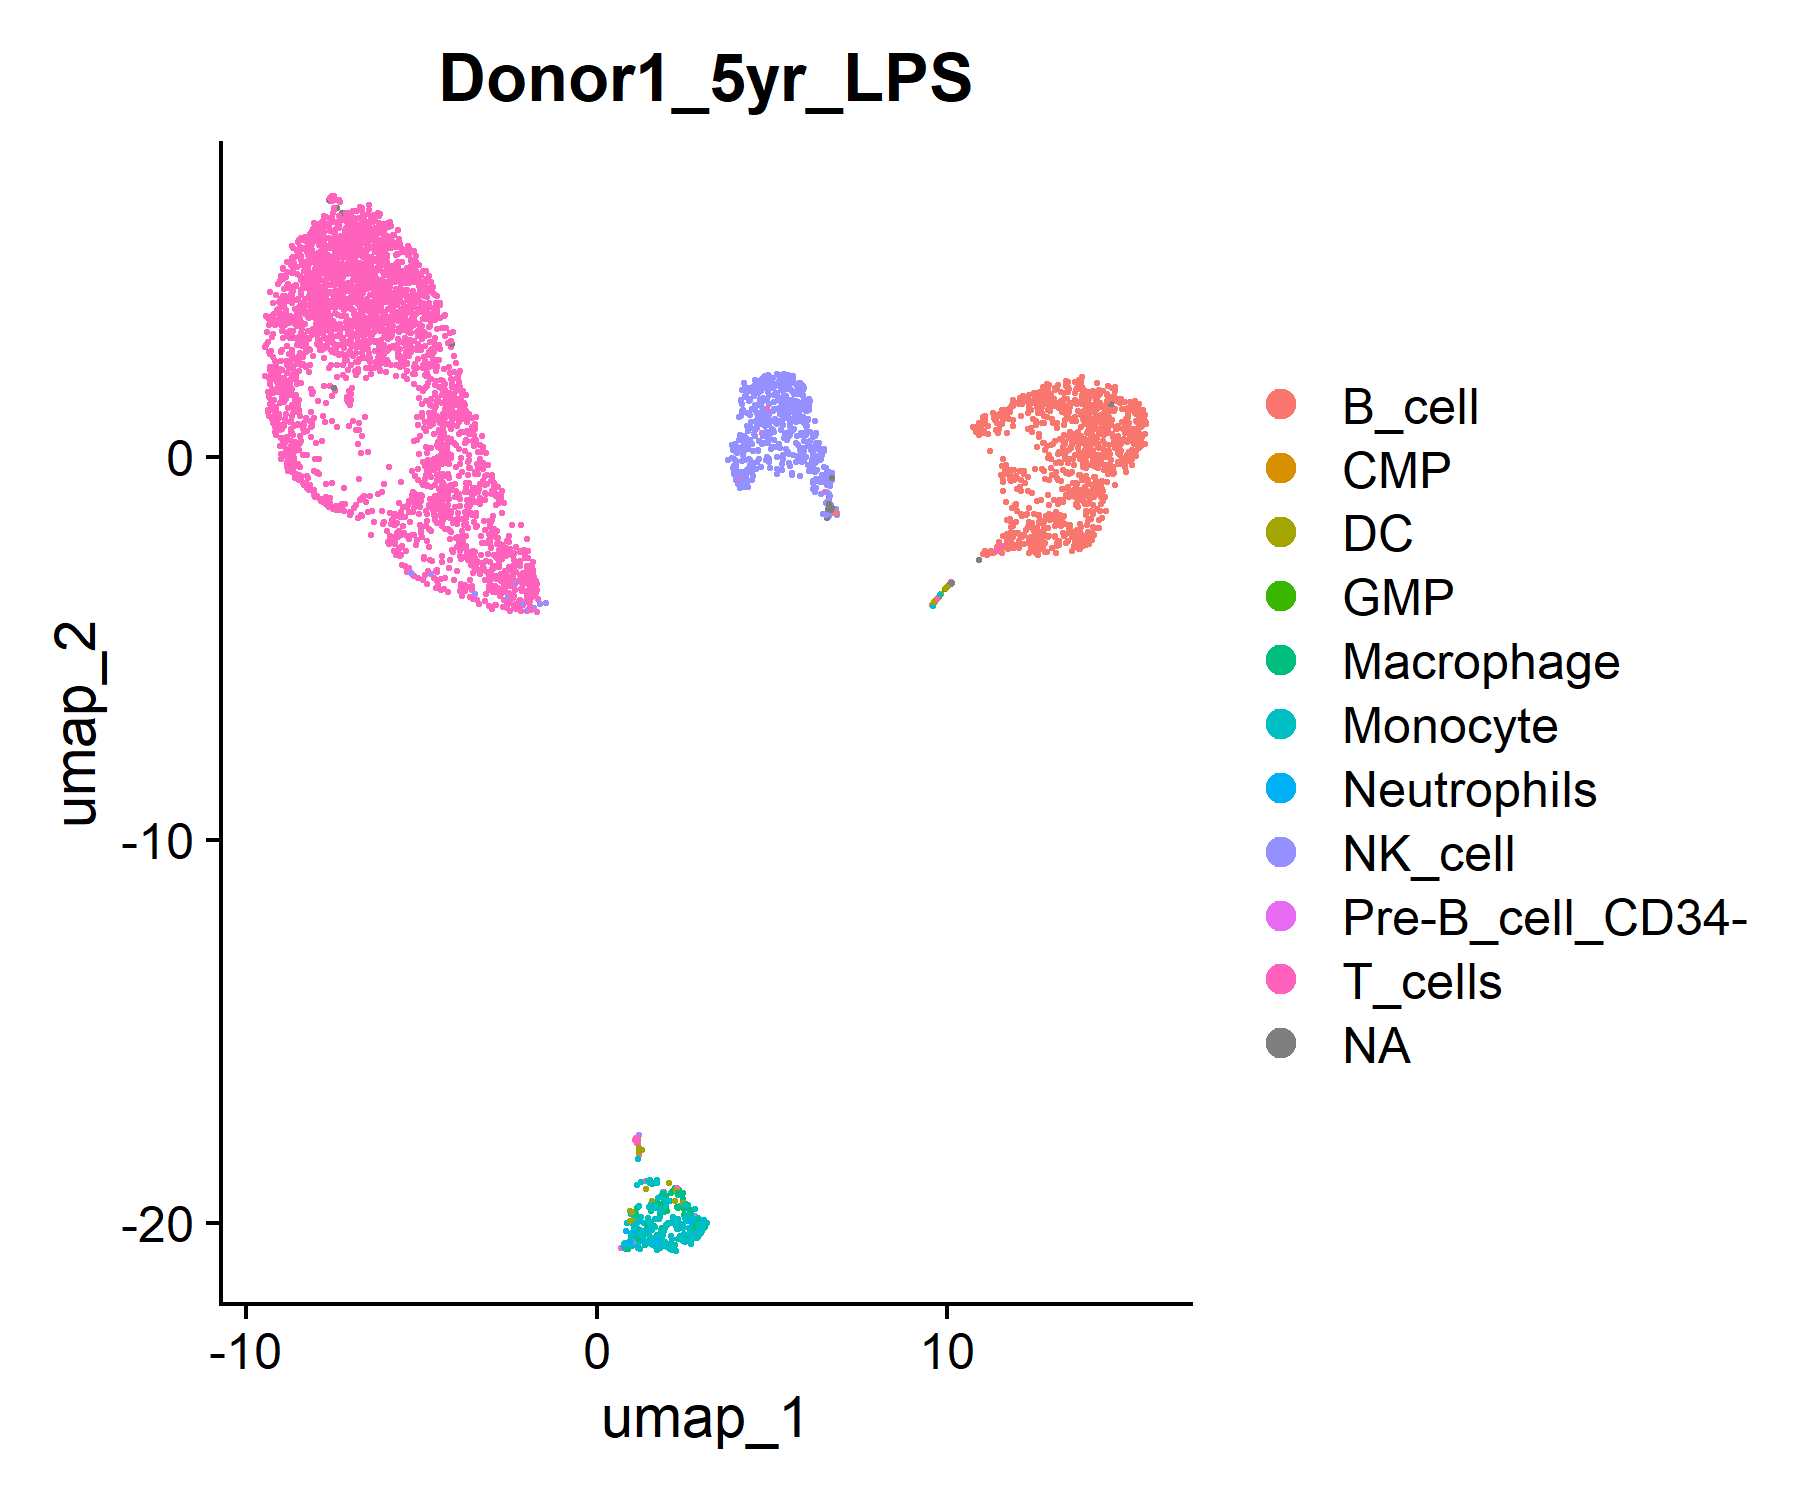 Donor1_5yr_LPS
umap_2
0
-10
-20
-10 0 10
umap_1
B_cell
CMP
DC
GMP
Macrophage
Monocyte
Neutrophils
NK_cell
Pre-B_cell_CD34-
T_cells
NA